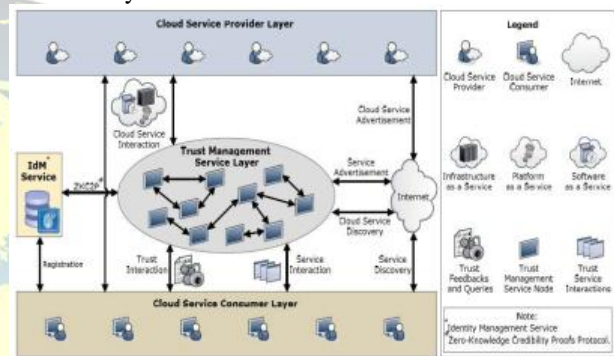 Cloud Service Provider Layer
Cloud Service
Interaction
Cloud Service
Advertisement
IdM*
Service
ZKC2P
Trust Management
Service Layer
Service
Advertisement
Internet
Cloud Service
Discovery
Registration
Trust
Interaction
Service
Interaction
Service
Discovery
Cloud Service Consumer Layer
Legend
Cloud Service
Provider
Cloud Service
Consumer
Internet
Infrastructure
as a Service
Platform
as a Service
Software
as a Service
Trust
Feedbacks
and Queries
Trust
Management
Service Node
Trust
Service
Interactions
Note:
Identity Management Service
Zero-Knowledge Credibility Proofs Protocol